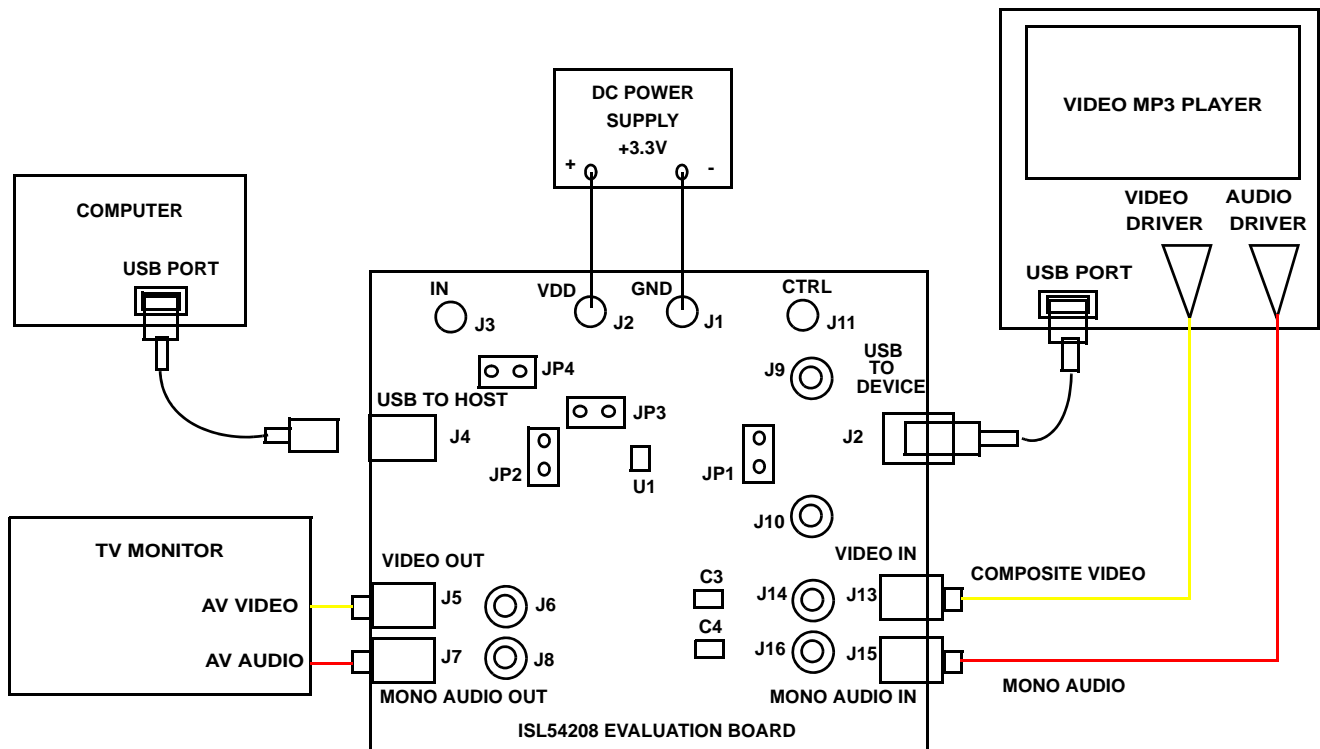 DC POWER
SUPPLY
+3.3V
+
-
VIDEO MP3 PLAYER
VIDEO
DRIVER
AUDIO
DRIVER
USB PORT
COMPUTER
USB PORT
IN
J3
VDD
J2
GND
J1
CTRL
J11
JP4
J9
USB
TO
DEVICE
USB TO HOST
J4
JP3
JP2
U1
JP1
J2
J10
TV MONITOR
AV VIDEO
AV AUDIO
VIDEO OUT
J5
J6
J7
J8
MONO AUDIO OUT
C3
C4
VIDEO IN
J14
J13
J16
J15
MONO AUDIO IN
COMPOSITE VIDEO
MONO AUDIO
ISL54208 EVALUATION BOARD